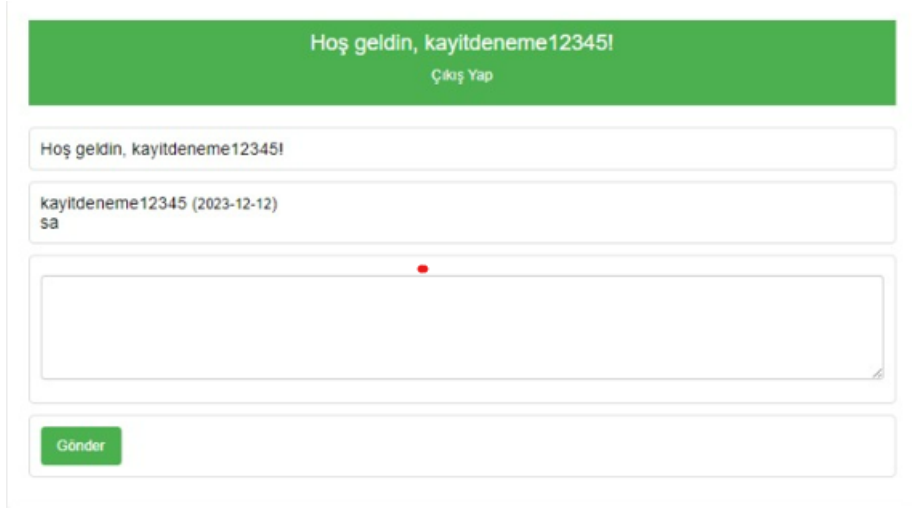 Hoş geldin, kayitdeneme12345!
Çıkış Yap
Hoş geldin, kayitdeneme12345!
kayitdeneme12345 (2023-12-12)
sa
Gönder